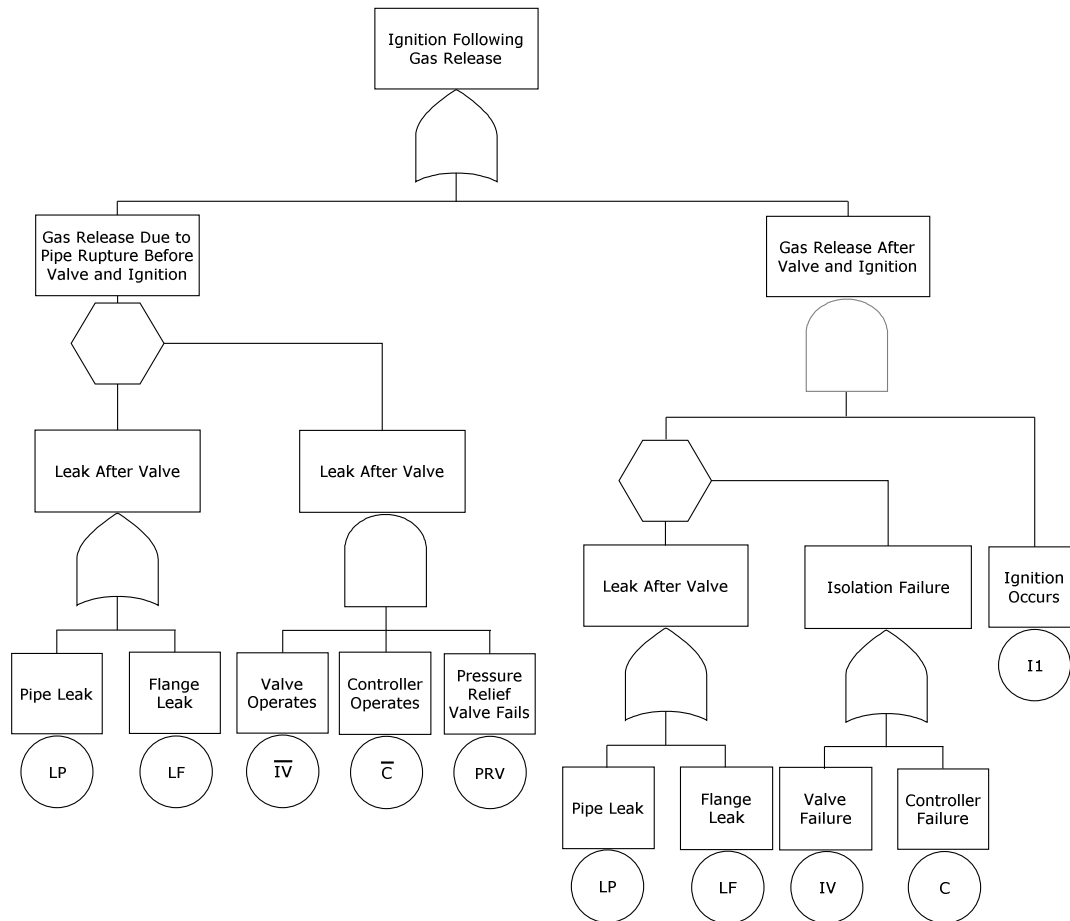 Ignition Following
Gas Release
Gas Release Due to
Pipe Rupture Before
Valve and Ignition
Gas Release After
Valve and Ignition
Leak After Valve
Leak After Valve
Leak After Valve
Isolation Failure
Ignition
Occurs
I1
Pipe Leak
Flange
Leak
Valve
Operates
Controller
Operates
Pressure
Relief
Valve Fails
LP
LF
I̅V̅
C̅
PRV
Pipe Leak
Flange
Leak
Valve
Failure
Controller
Failure
LP
LF
IV
C